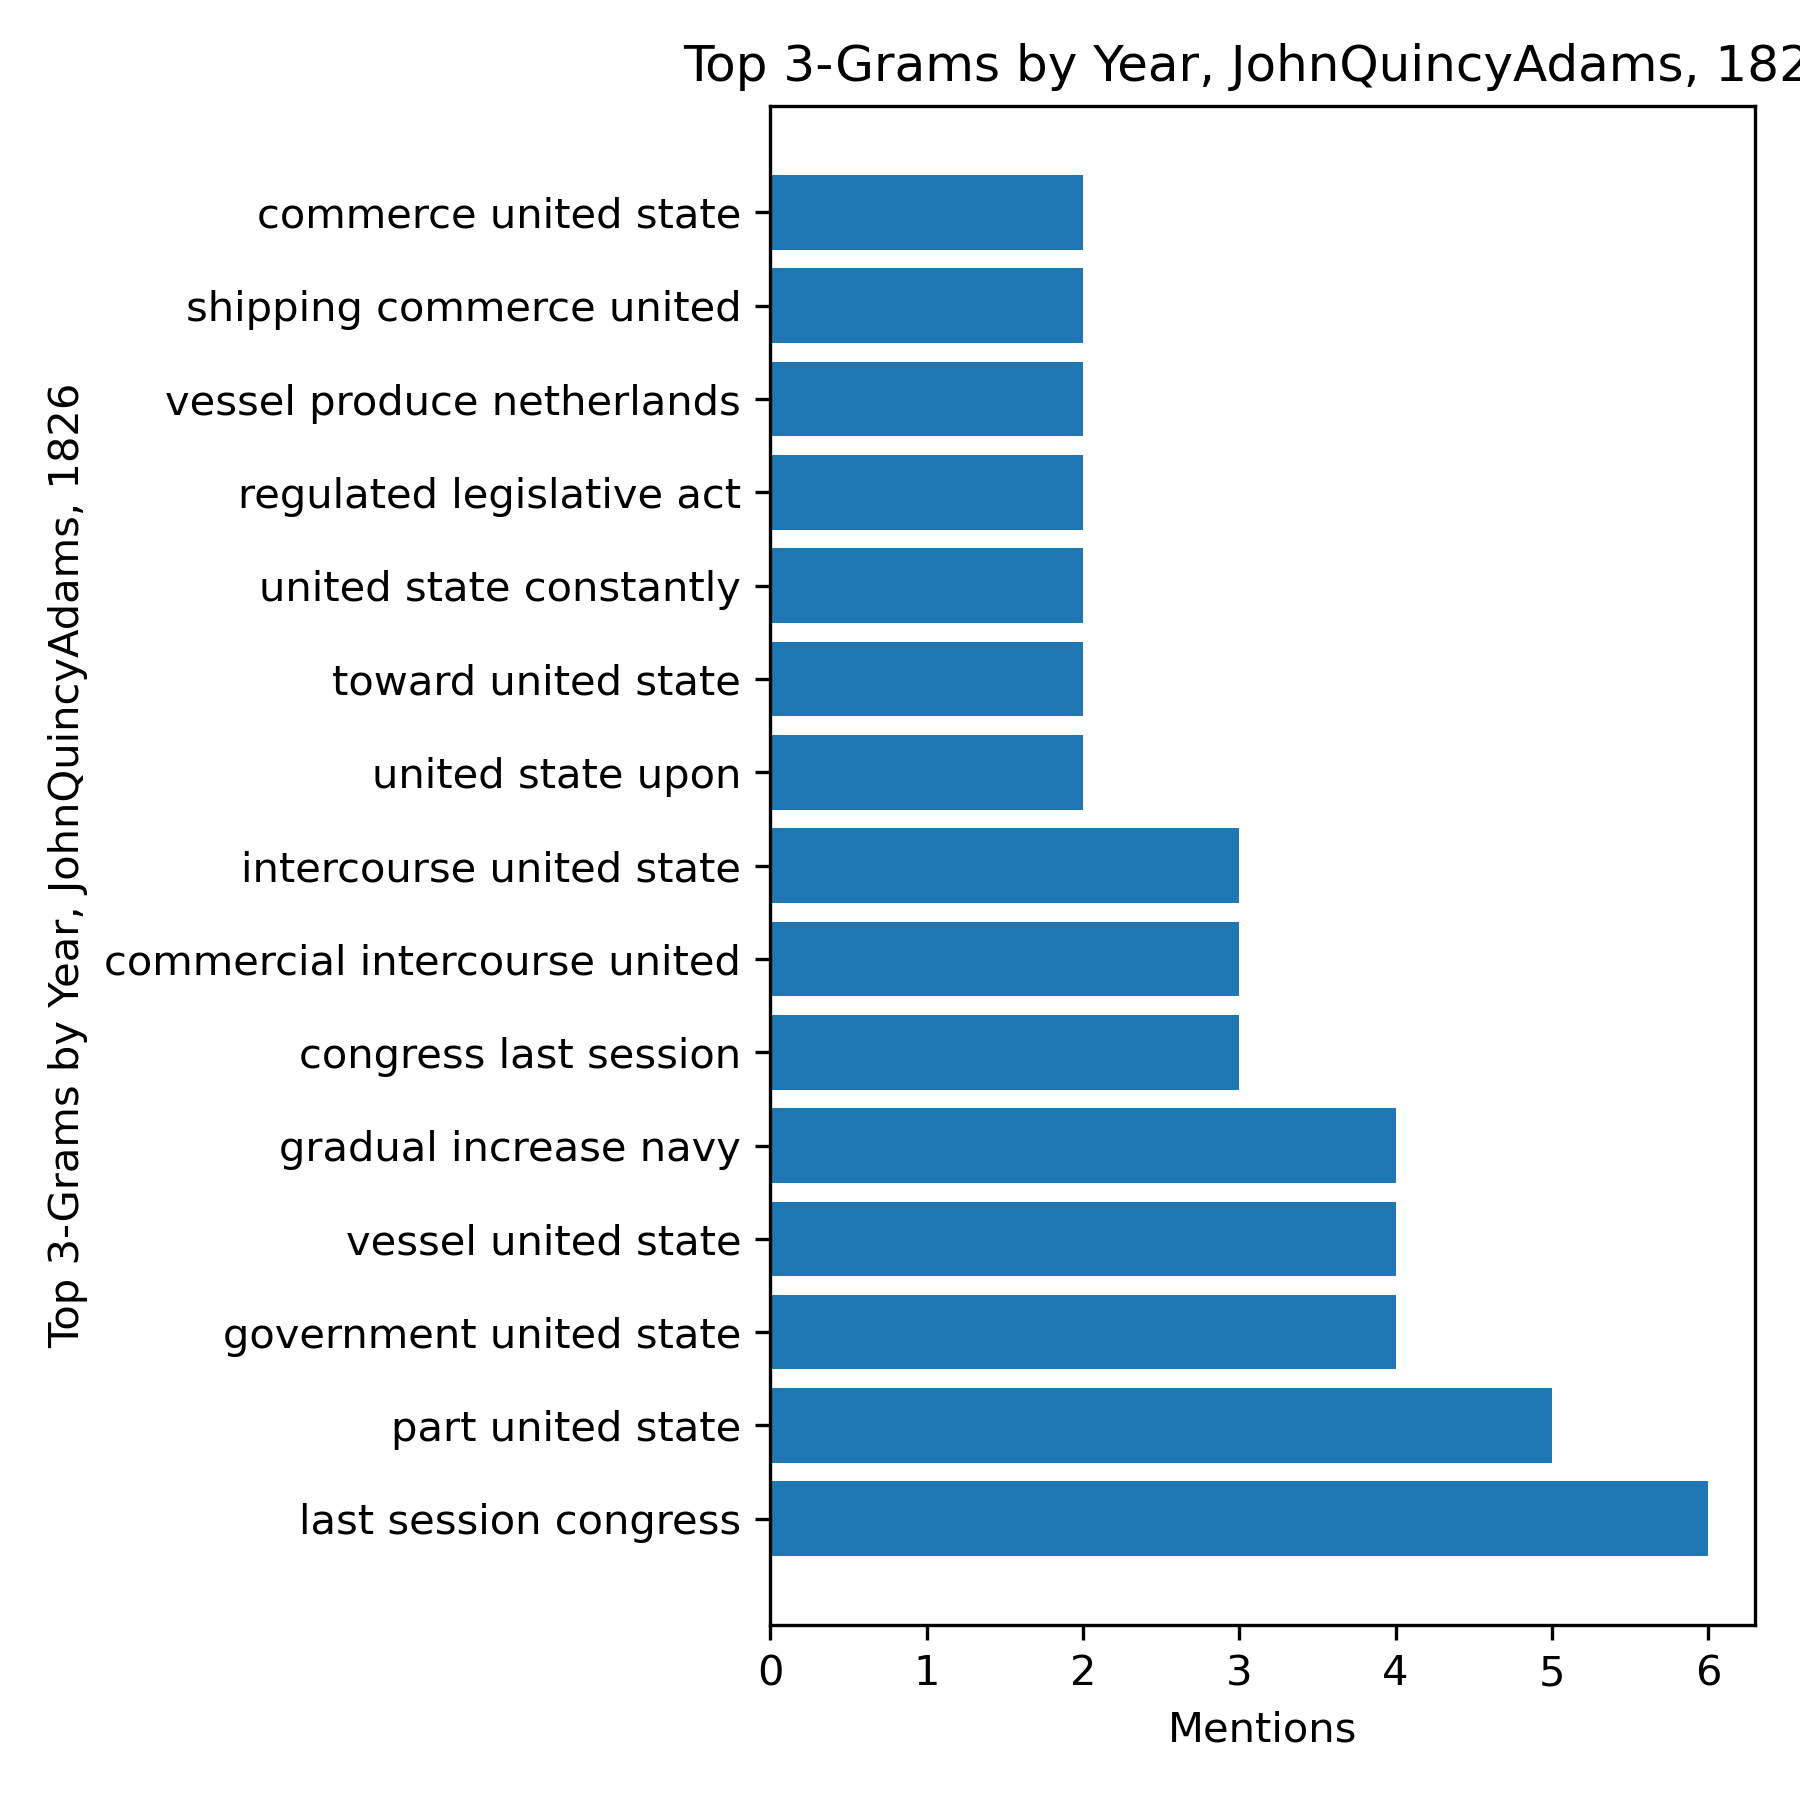 Top 3-Grams by Year, JohnQuincyAdams, 182
Top 3-Grams by Year, JohnQuincyAdams, 1826
commerce united state
shipping commerce united
vessel produce netherlands
regulated legislative act
united state constantly
toward united state
united state upon
intercourse united state
commercial intercourse united
congress last session
gradual increase navy
vessel united state
government united state
part united state
last session congress
0 1 2 3 4 5 6
Mentions